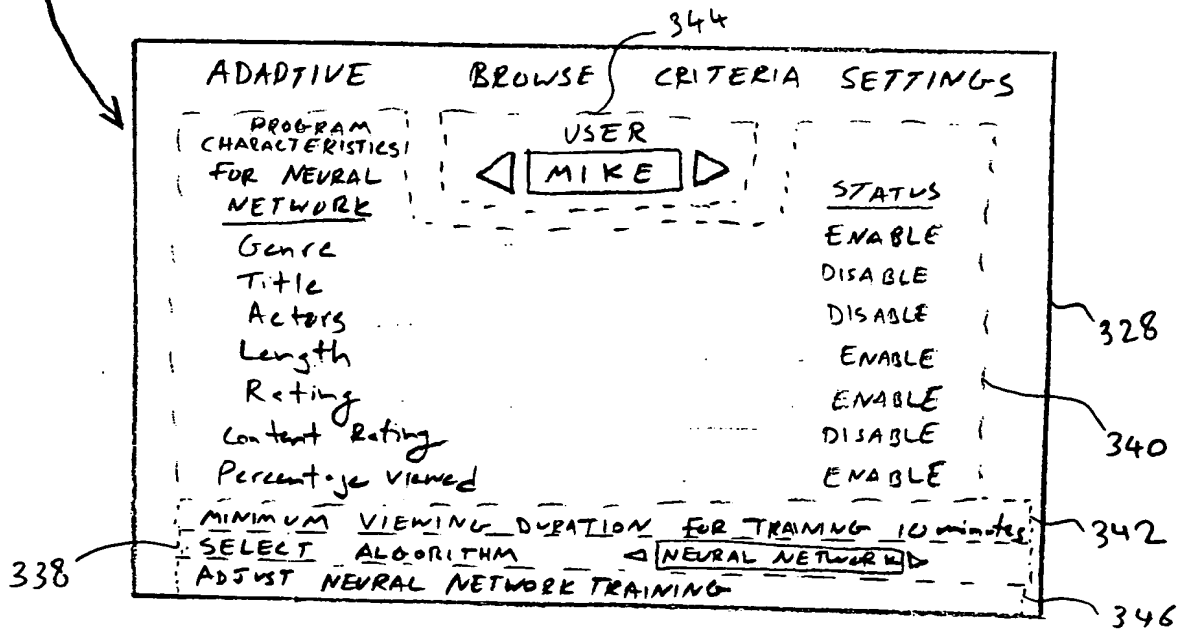 344
ADAPTIVE BROWSE CRITERIA SETTINGS
PROGRAM
CHARACTERISTICS
FOR NEURAL
NETWORK
USER
MIKE
STATUS
Genre ENABLE
Title DISABLE
Actors DISABLE
Length ENABLE
Rating ENABLE
Content Rating DISABLE
Percentage viewed ENABLE
328
340
MINIMUM VIEWING DURATION FOR TRAINING 10 minutes
342
338
SELECT ALGORITHM NEURAL NETWORK
ADJUST NEURAL NETWORK TRAINING
346